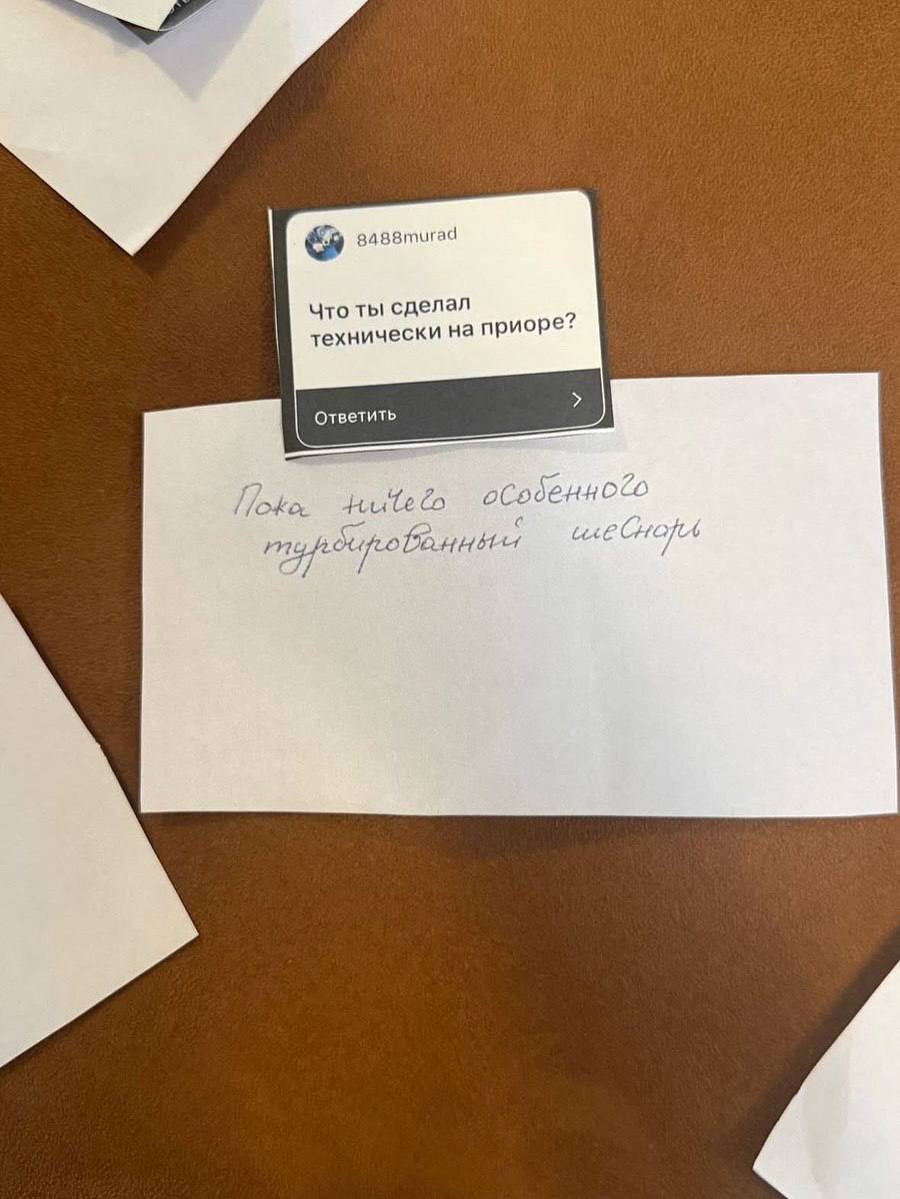 8488murad
Что ты сделал
технически на приоре?
Ответить
Пока ничего особенного
турбированный шеснарь